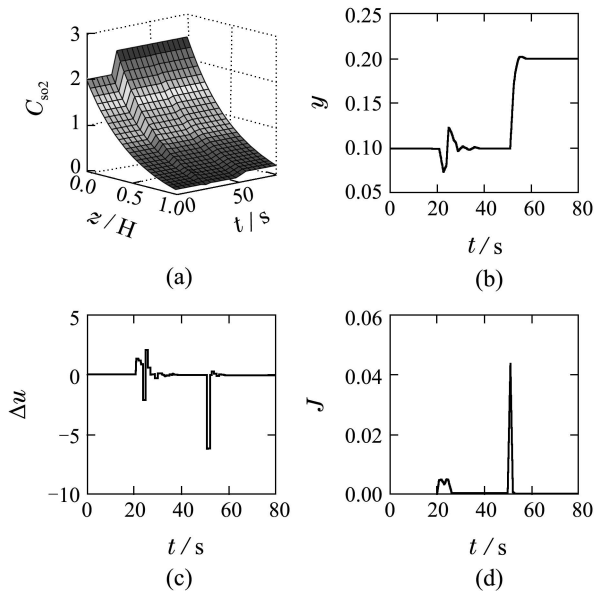 3
2
1
0
C_so2
0.0
0.5
1.00
50
z / H
t / s
(a)
0.25
0.20
0.15
0.10
0.05
y
0 20 40 60 80
t / s
(b)
5
0
−5
−10
Δu
0 20 40 60 80
t / s
(c)
0.06
0.04
0.02
0.00
J
0 20 40 60 80
t / s
(d)